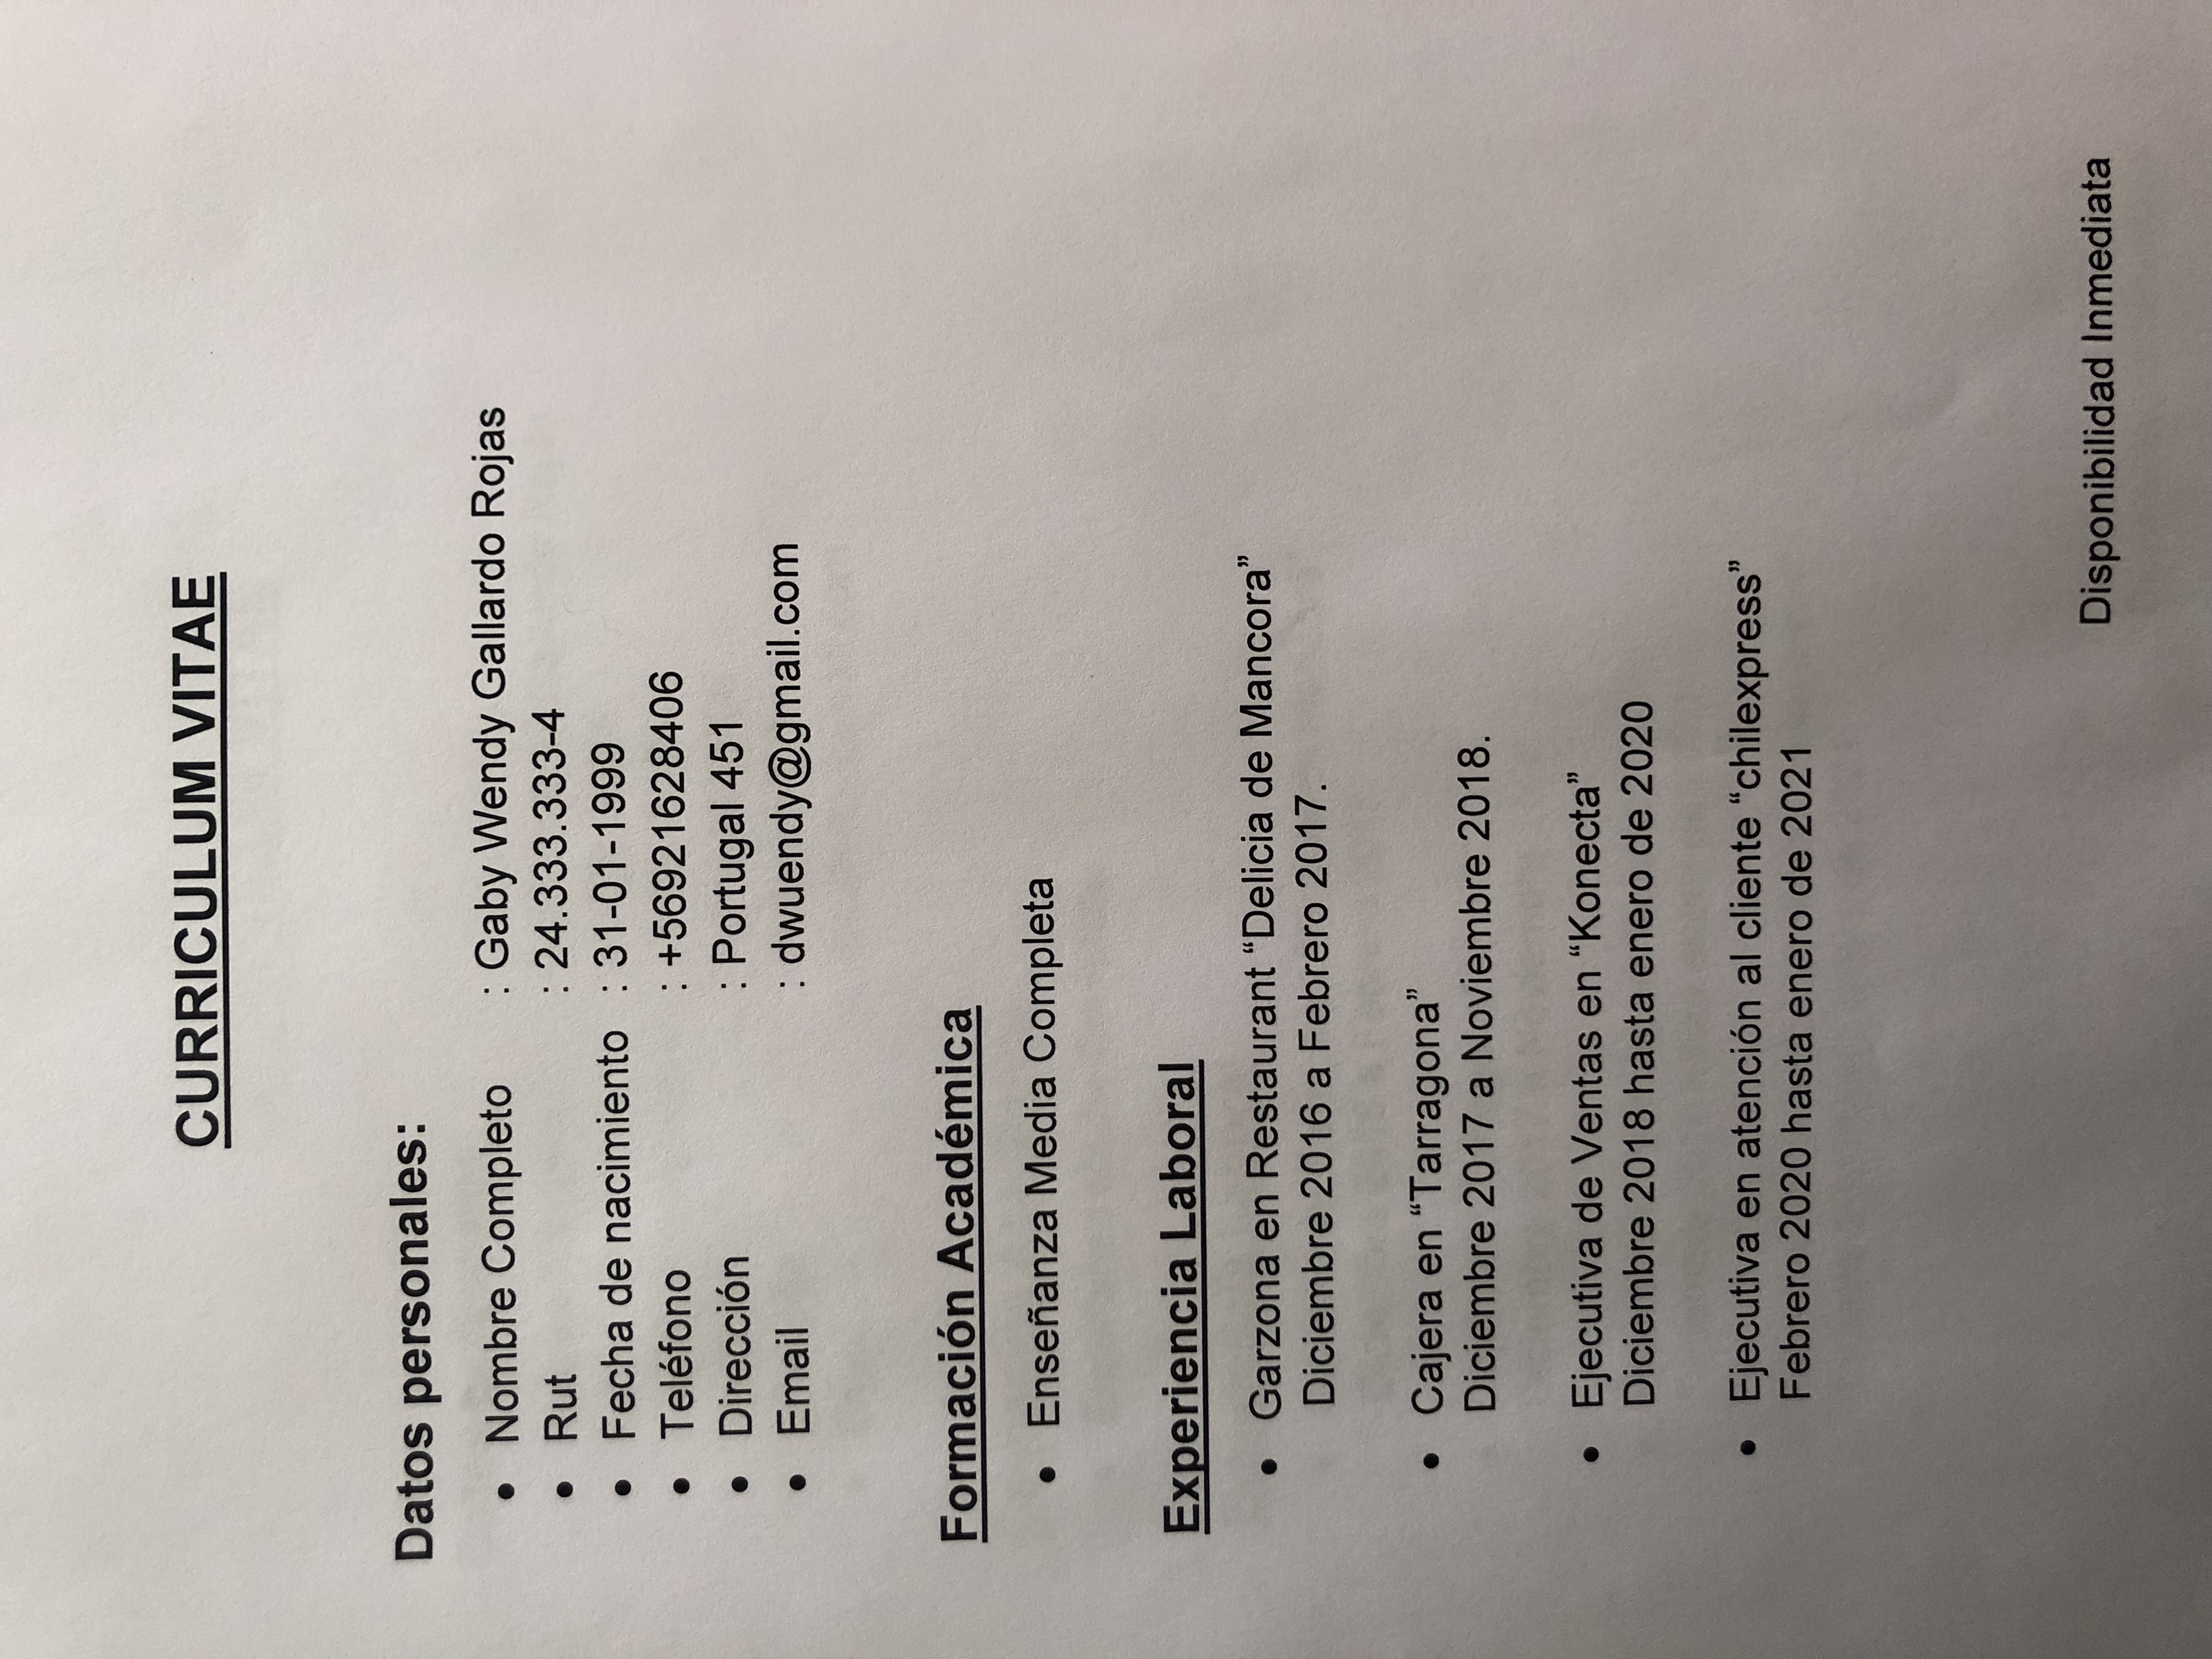 CURRICULUM VITAE
Datos personales:
• Nombre Completo : Gaby Wendy Gallardo Rojas
• Rut : 24.333.333-4
• Fecha de nacimiento : 31-01-1999
• Teléfono : +56921628406
• Dirección : Portugal 451
• Email : dwuendy@gmail.com
Formación Académica
• Enseñanza Media Completa
Experiencia Laboral
• Garzona en Restaurant “Delicia de Mancora”
Diciembre 2016 a Febrero 2017.
• Cajera en “Tarragona”
Diciembre 2017 a Noviembre 2018.
• Ejecutiva de Ventas en “Konecta”
Diciembre 2018 hasta enero de 2020
• Ejecutiva en atención al cliente “chilexpress”
Febrero 2020 hasta enero de 2021
Disponibilidad Inmediata